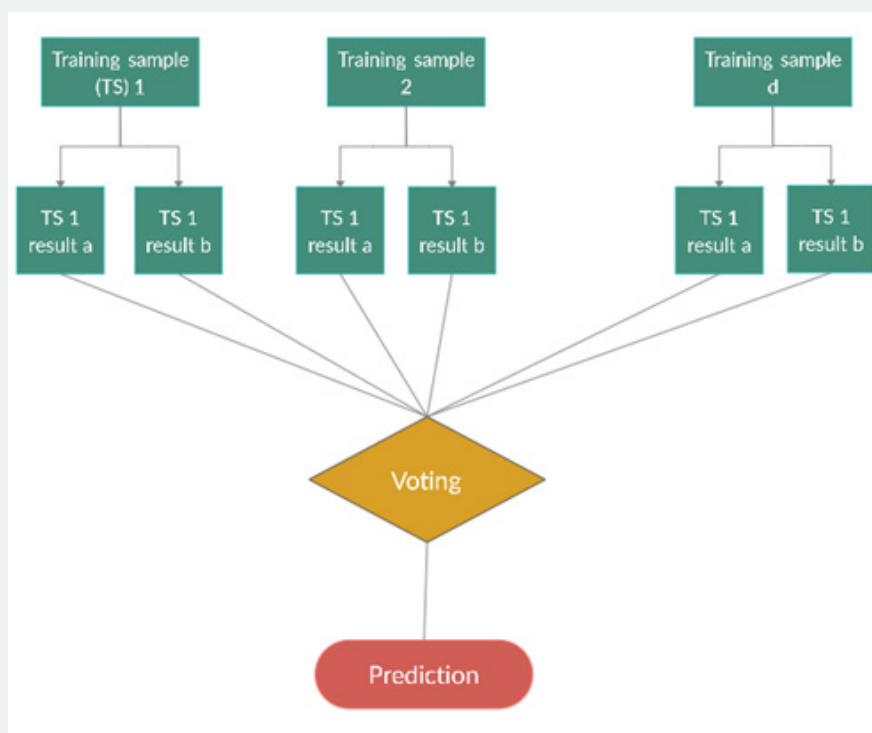 Training sample
(TS) 1
Training sample
2
Training sample
d
TS 1
result a
TS 1
result b
TS 1
result a
TS 1
result b
TS 1
result a
TS 1
result b
Voting
Prediction